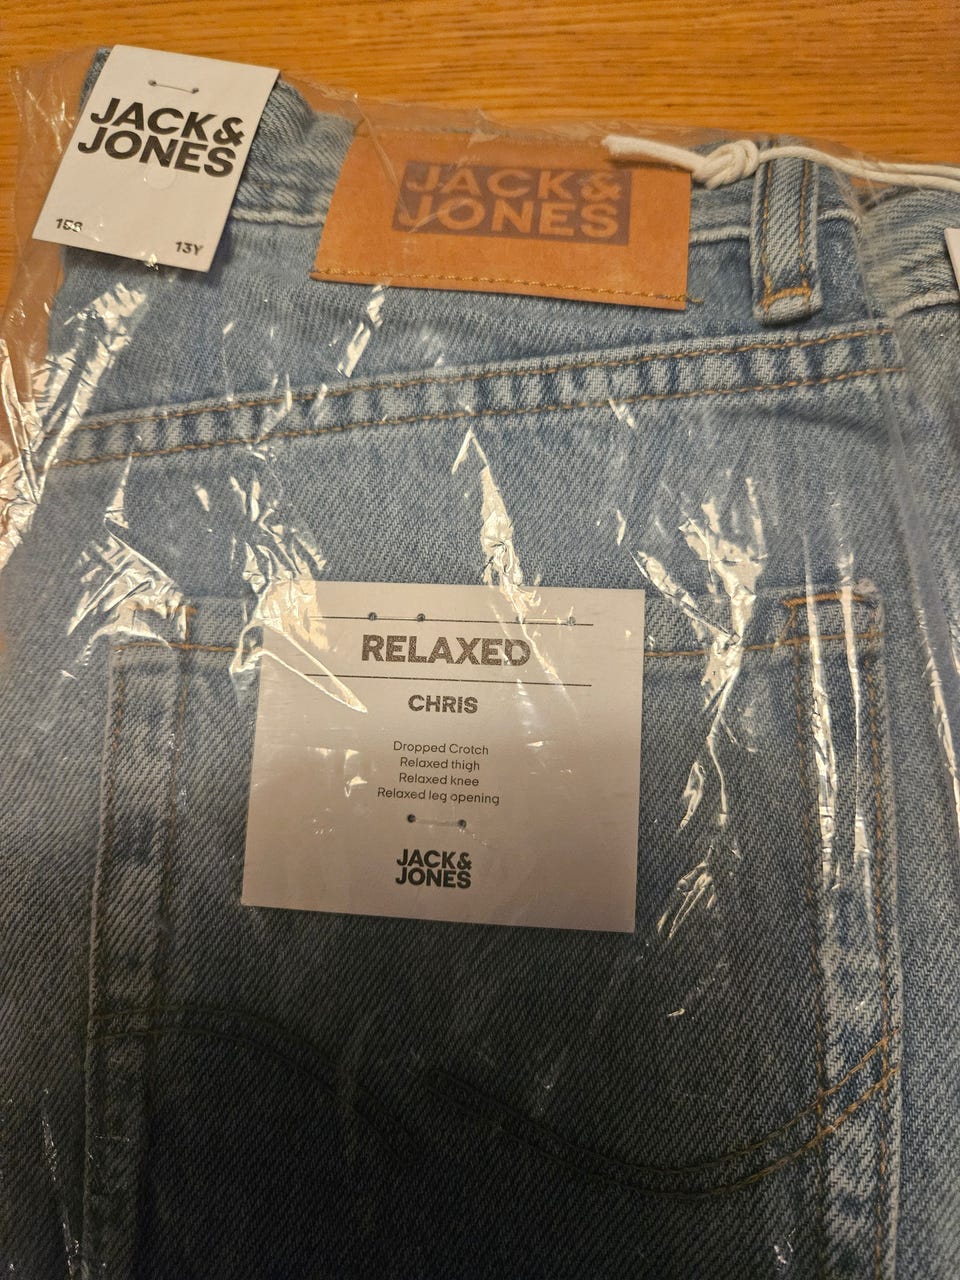 JACK&
JONES
158
13Y
JACK&
JONES
RELAXED
CHRIS
Dropped Crotch
Relaxed thigh
Relaxed knee
Relaxed leg opening
JACK&
JONES